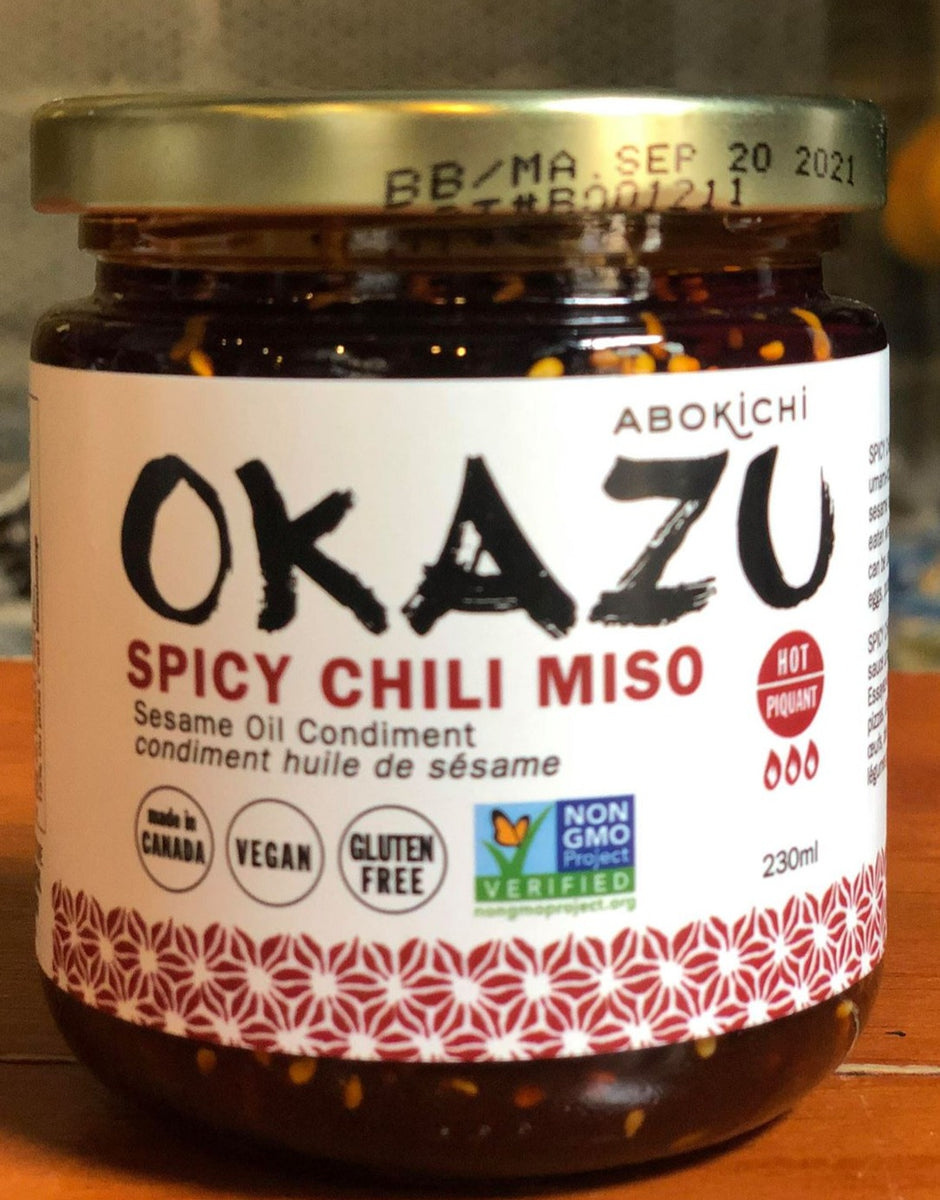 BB/MA SEP 20 2021
ABOKICHI
OKAZU
SPICY CHILI MISO
Sesame Oil Condiment
condiment huile de sésame
HOT
PIQUANT
made in
CANADA
VEGAN
GLUTEN
FREE
NON
GMO
Project
VERIFIED
nongmoproject.org
230ml